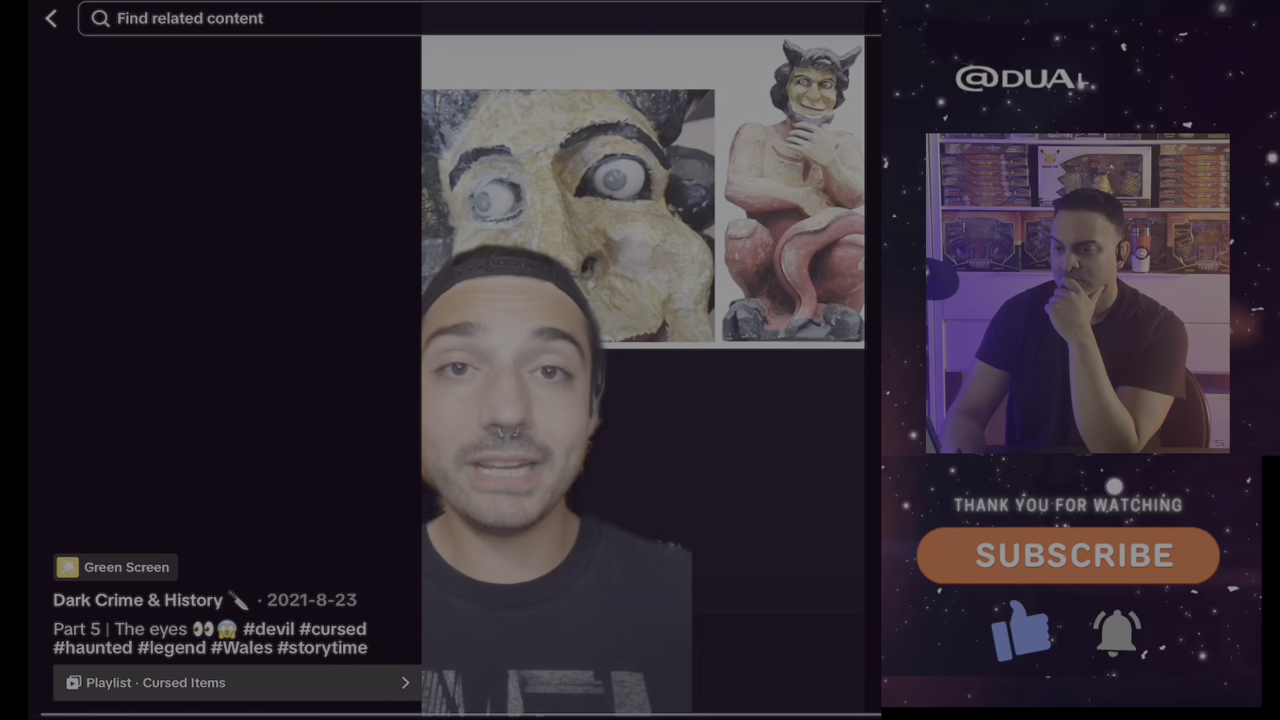 Find related content
@DUAL
Green Screen
Dark Crime & History 🔪 · 2021-8-23
Part 5 | The eyes 👀😱 #devil #cursed
#haunted #legend #Wales #storytime
Playlist · Cursed Items
THANK YOU FOR WATCHING
SUBSCRIBE